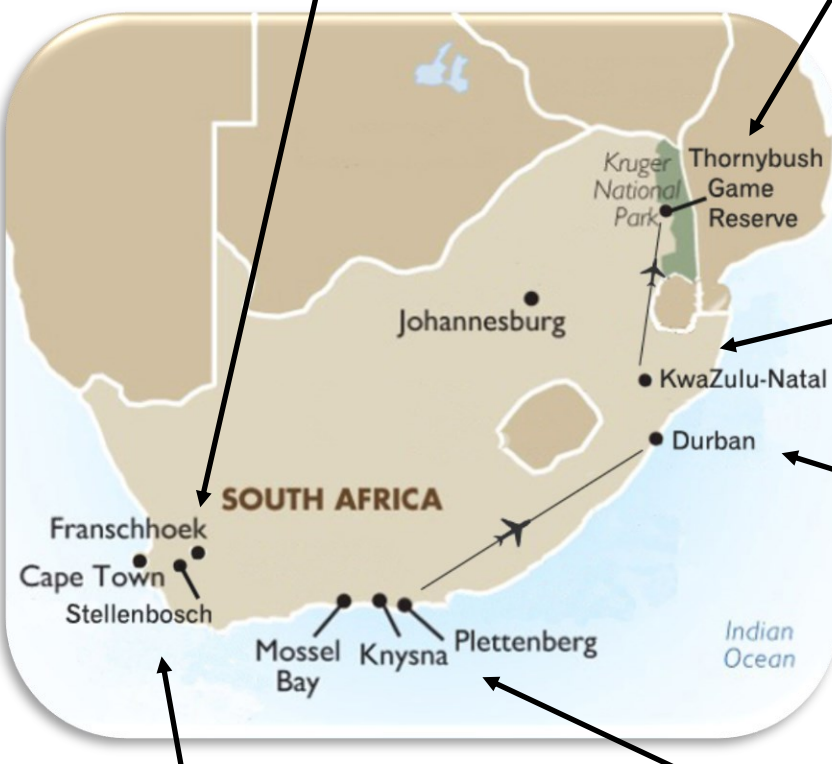 Kruger
National
Park
Thornybush
Game
Reserve
Johannesburg
KwaZulu-Natal
Durban
SOUTH AFRICA
Franschhoek
Cape Town
Stellenbosch
Mossel
Bay
Knysna
Plettenberg
Indian
Ocean